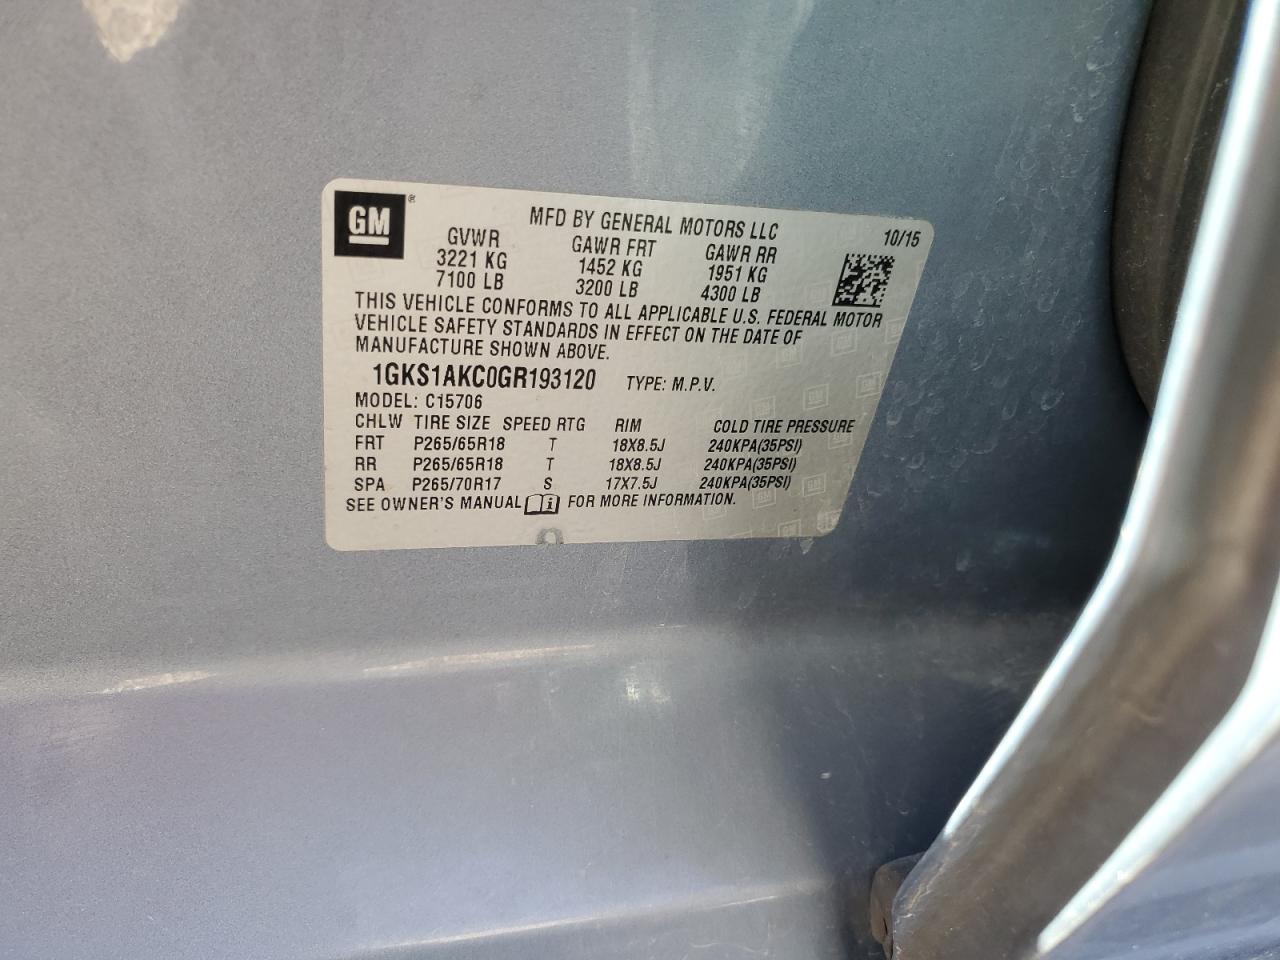 GM®
MFD BY GENERAL MOTORS LLC 10/15
GVWR GAWR FRT GAWR RR
3221 KG 1452 KG 1951 KG
7100 LB 3200 LB 4300 LB
THIS VEHICLE CONFORMS TO ALL APPLICABLE U.S. FEDERAL MOTOR
VEHICLE SAFETY STANDARDS IN EFFECT ON THE DATE OF
MANUFACTURE SHOWN ABOVE.
1GKS1AKC0GR193120 TYPE: M.P.V.
MODEL: C15706
CHLW TIRE SIZE SPEED RTG RIM COLD TIRE PRESSURE
FRT P265/65R18 T 18X8.5J 240KPA(35PSI)
RR P265/65R18 T 18X8.5J 240KPA(35PSI)
SPA P265/70R17 S 17X7.5J 240KPA(35PSI)
SEE OWNER'S MANUAL i FOR MORE INFORMATION.